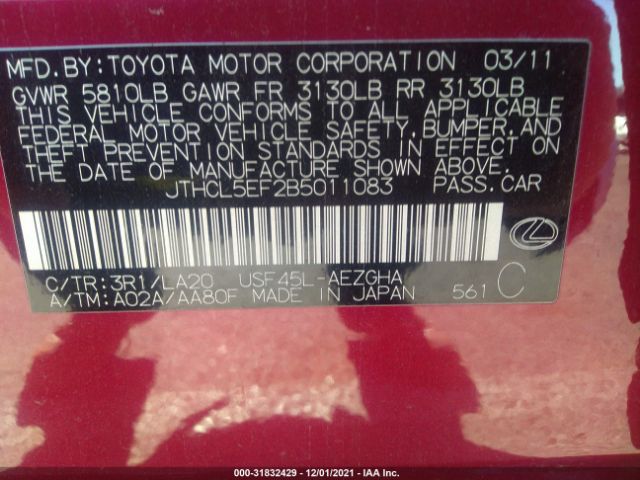 MFD.BY:TOYOTA MOTOR CORPORATION 03/11
GVWR 5810LB GAWR FR 3130LB RR 3130LB
THIS VEHICLE CONFORMS TO ALL APPLICABLE
FEDERAL MOTOR VEHICLE SAFETY,BUMPER,AND
THEFT PREVENTION STANDARDS IN EFFECT ON
THE DATE OF MANUFACTURE SHOWN ABOVE.
JTHCL5EF2B5011083 PASS.CAR
C/TR:3R1/LA20 USF45L-AEZGHA
A/TM:A02A/AA80F MADE IN JAPAN 561 C
000-31832429 - 12/01/2021 - IAA Inc.